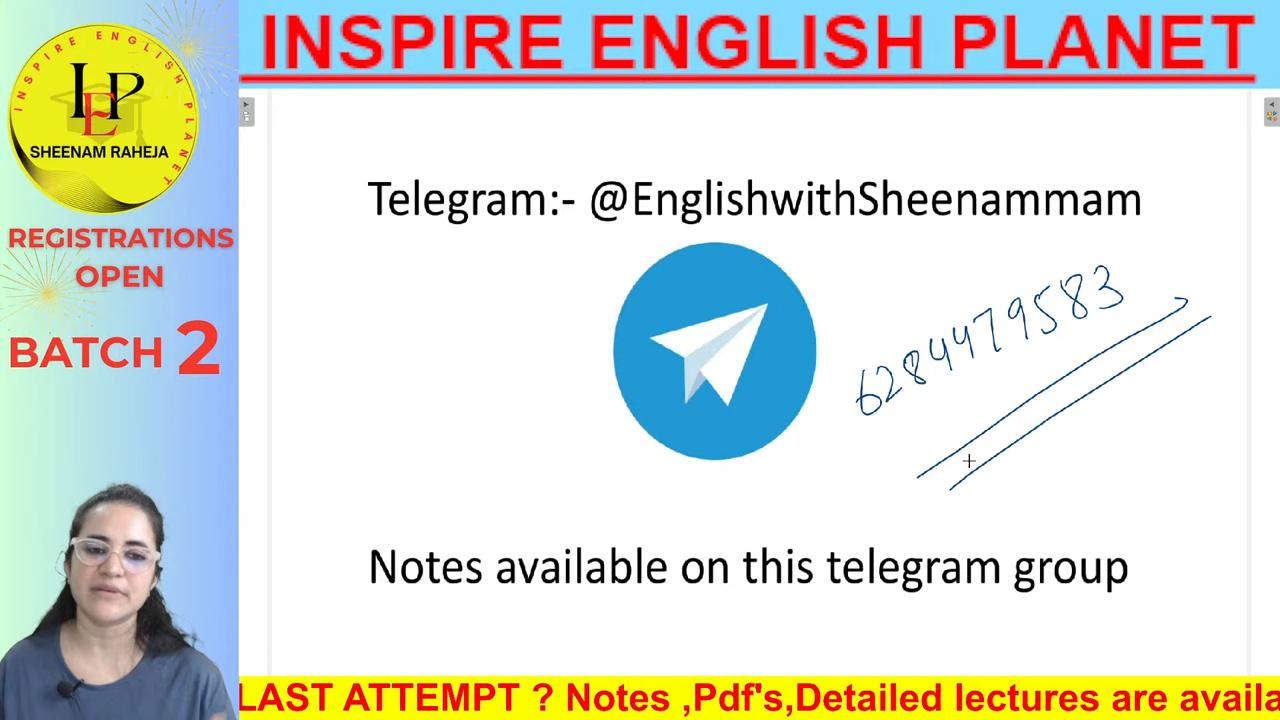 INSPIRE ENGLISH PLANET
INSPIRE ENGLISH PLANET
IEP
SHEENAM RAHEJA
REGISTRATIONS
OPEN
BATCH 2
Telegram:- @EnglishwithSheenammam
6284479583
Notes available on this telegram group
LAST ATTEMPT ? Notes ,Pdf's,Detailed lectures are availa